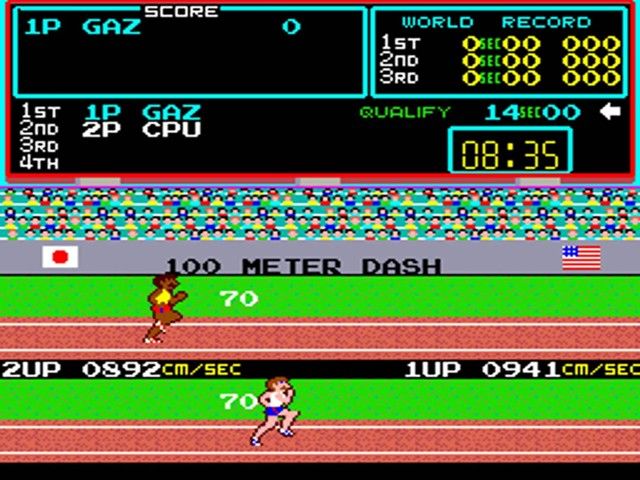 SCORE
1P GAZ 0
WORLD RECORD
1ST 0SEC00 000
2ND 0SEC00 000
3RD 0SEC00 000
1ST 1P GAZ
2ND 2P CPU
3RD
4TH
QUALIFY 14SEC00
08:35
100 METER DASH
70
2UP 0892CM/SEC 1UP 0941CM/SEC
70